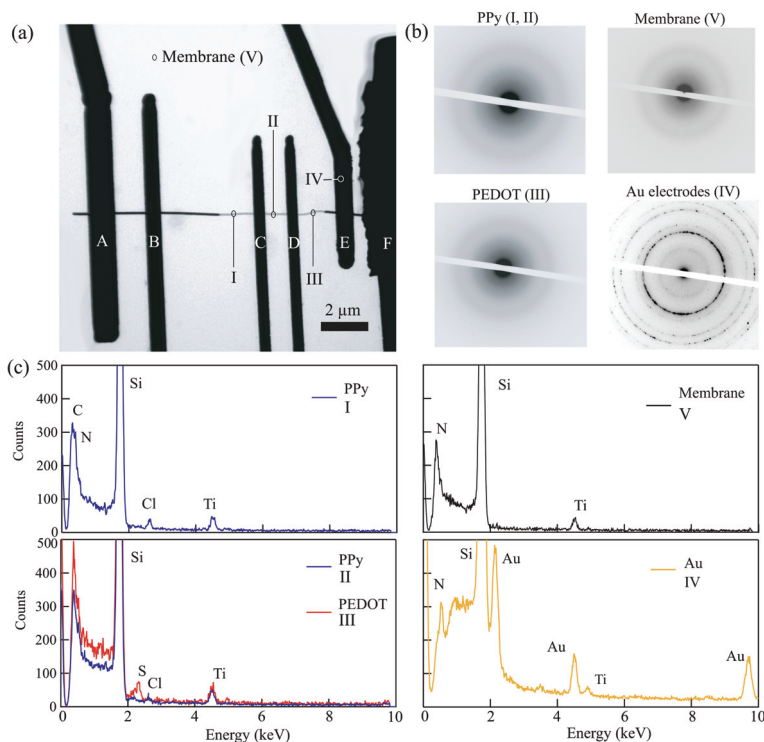 (a)
Membrane (V)
II
IV
A
B
C
D
E
F
I
III
2 µm
(b)
PPy (I, II)
Membrane (V)
PEDOT (III)
Au electrodes (IV)
(c)
500
400
300
200
100
0
Counts
C
N
Si
Cl
Ti
PPy
I
N
Si
Ti
Membrane
V
500
400
300
200
100
0
Counts
Si
S
Cl
Ti
PPy
II
PEDOT
III
0 2 4 6 8 10
Energy (keV)
N
Si
Au
Au
Ti
Au
Au
IV
0 2 4 6 8 10
Energy (keV)